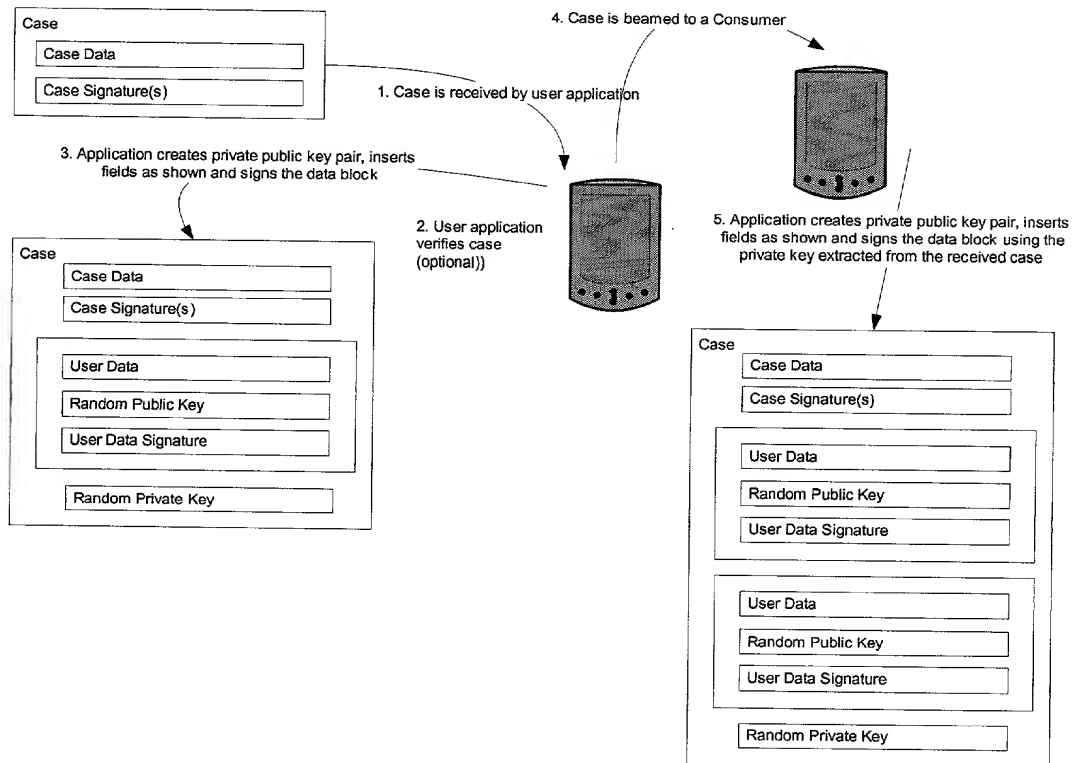 Case
Case Data
Case Signature(s)
1. Case is received by user application
4. Case is beamed to a Consumer
3. Application creates private public key pair, inserts
fields as shown and signs the data block
2. User application
verifies case
(optional))
5. Application creates private public key pair, inserts
fields as shown and signs the data block using the
private key extracted from the received case
Case
Case Data
Case Signature(s)
User Data
Random Public Key
User Data Signature
Random Private Key
Case
Case Data
Case Signature(s)
User Data
Random Public Key
User Data Signature
User Data
Random Public Key
User Data Signature
Random Private Key